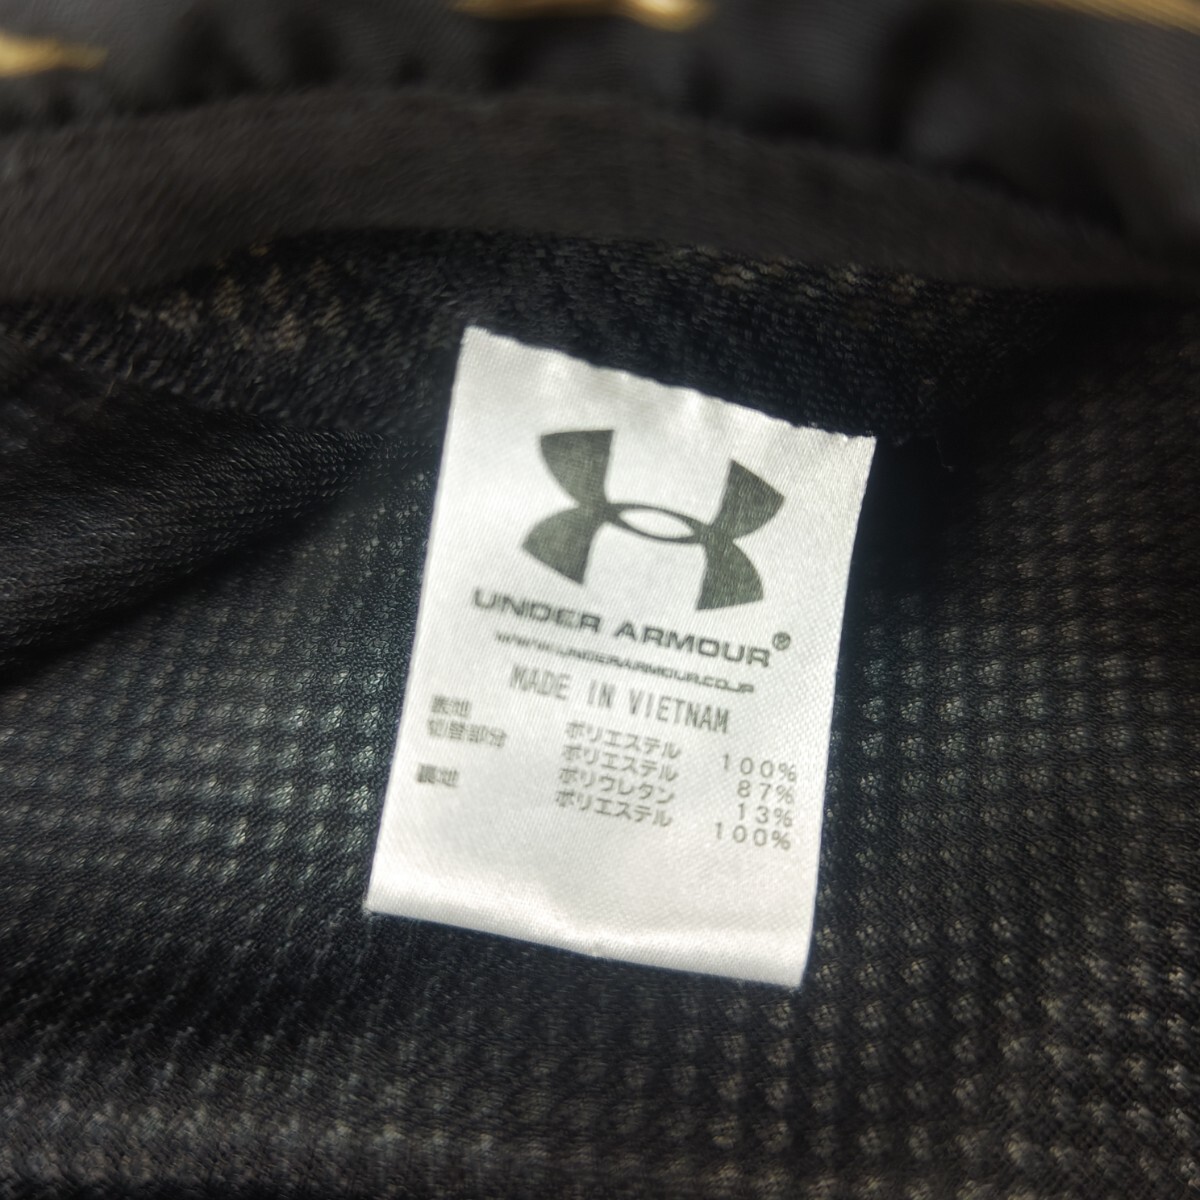 UNDER ARMOUR®
WWW.UNDERARMOUR.CO.JP
MADE IN VIETNAM
表地 ポリエステル 100%
切替部分 ポリエステル 87%
ポリウレタン 13%
裏地 ポリエステル 100%